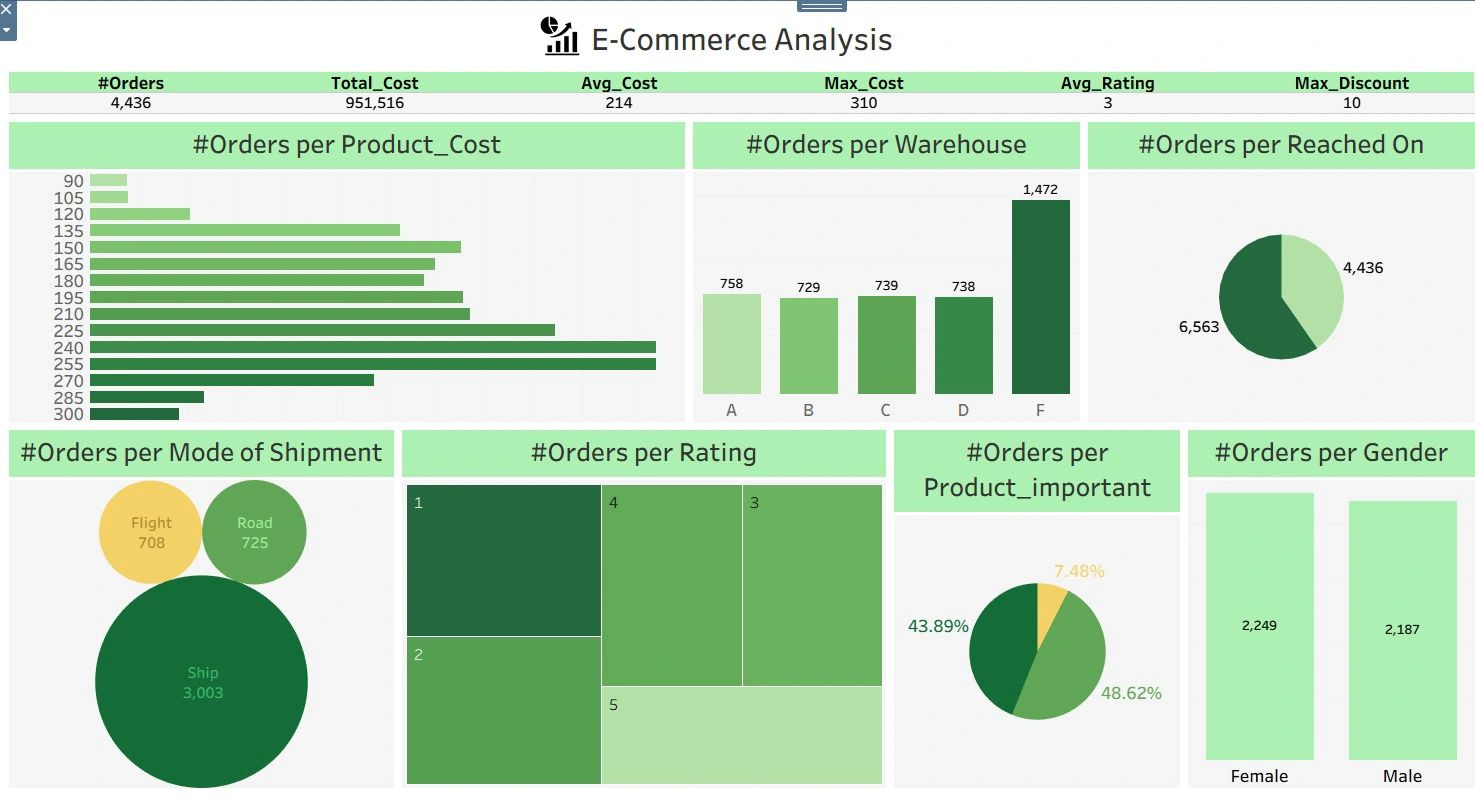 E-Commerce Analysis
#Orders Total_Cost Avg_Cost Max_Cost Avg_Rating Max_Discount
4,436 951,516 214 310 3 10
#Orders per Product_Cost
90
105
120
135
150
165
180
195
210
225
240
255
270
285
300
#Orders per Warehouse
1,472
758
729
739
738
A B C D F
#Orders per Reached On
4,436
6,563
#Orders per Mode of Shipment
Flight
708
Road
725
Ship
3,003
#Orders per Rating
1
4
3
2
5
#Orders per
Product_important
7.48%
43.89%
48.62%
#Orders per Gender
2,249
2,187
Female Male